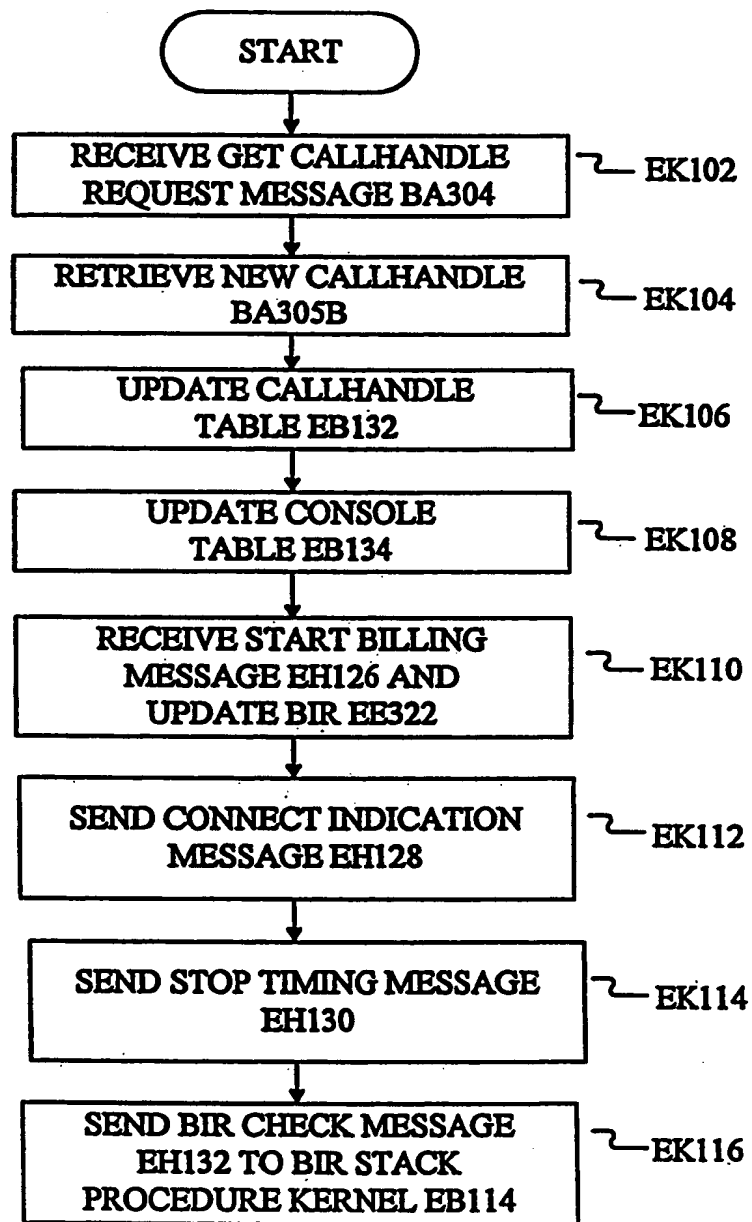 START
RECEIVE GET CALLHANDLE
REQUEST MESSAGE BA304
EK102
RETRIEVE NEW CALLHANDLE
BA305B
EK104
UPDATE CALLHANDLE
TABLE EB132
EK106
UPDATE CONSOLE
TABLE EB134
EK108
RECEIVE START BILLING
MESSAGE EH126 AND
UPDATE BIR EE322
EK110
SEND CONNECT INDICATION
MESSAGE EH128
EK112
SEND STOP TIMING MESSAGE
EH130
EK114
SEND BIR CHECK MESSAGE
EH132 TO BIR STACK
PROCEDURE KERNEL EB114
EK116